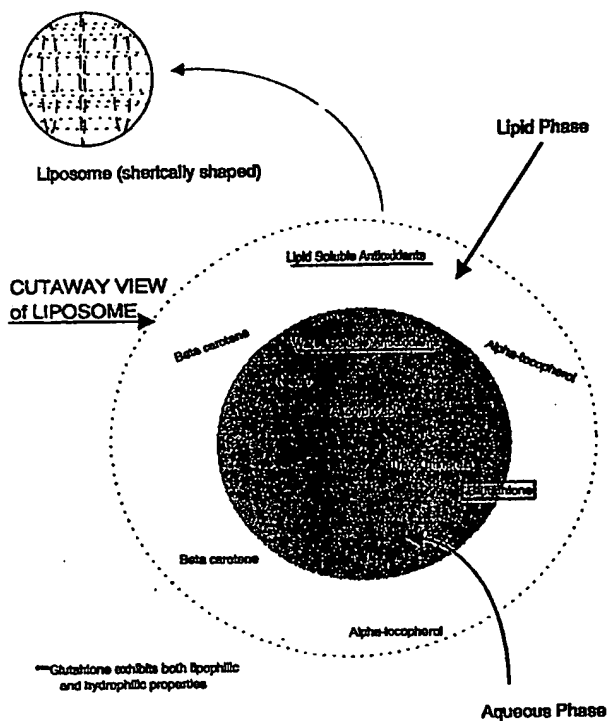 Lipid Phase
Liposome (sherically shaped)
Lipid Soluble Antioxidants
CUTAWAY VIEW
of LIPOSOME
Beta carotene
Alpha-tocopherol
Beta carotene
Alpha-tocopherol
***Glutathione exhibits both lipophilic
and hydrophilic properties
Aqueous Phase